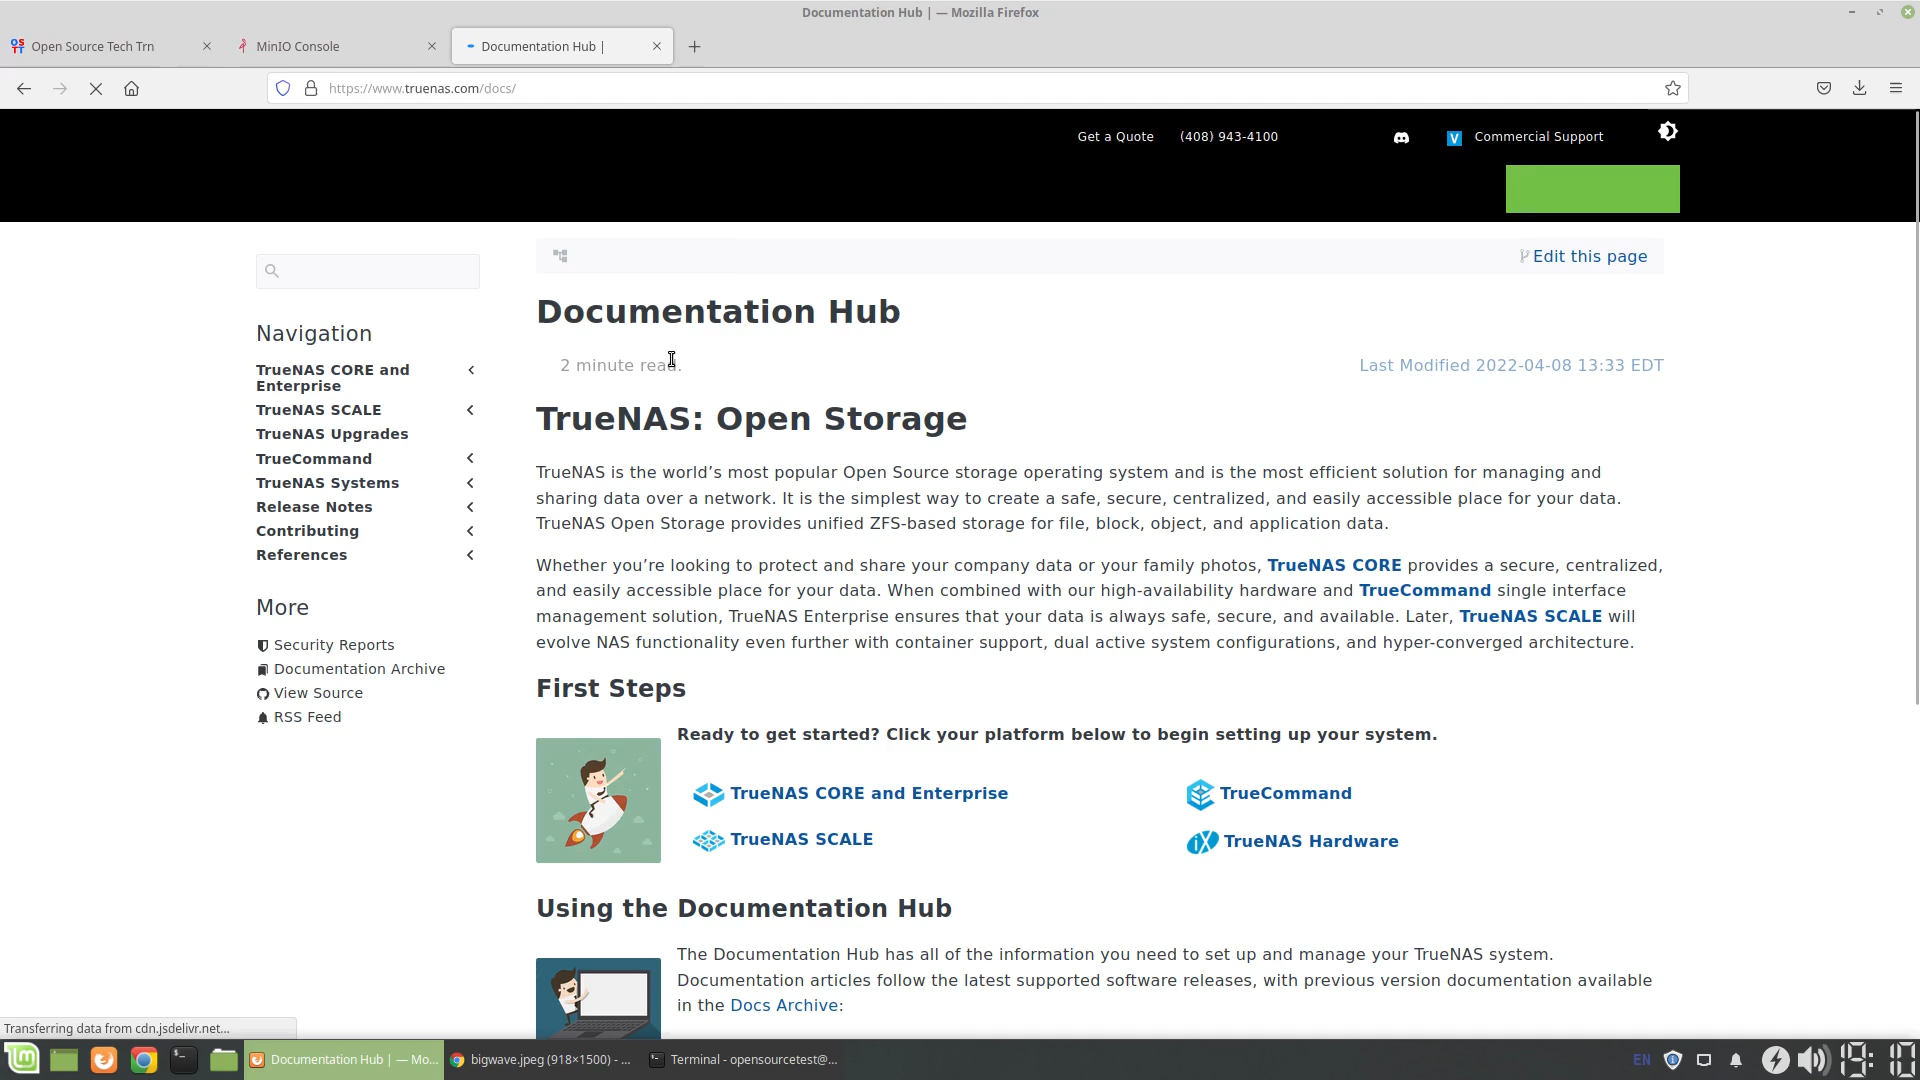 Documentation Hub | — Mozilla Firefox
Open Source Tech Trn
MinIO Console
Documentation Hub |
https://www.truenas.com/docs/
Get a Quote
(408) 943-4100
V
Commercial Support
Edit this page
Documentation Hub
2 minute read.
Last Modified 2022-04-08 13:33 EDT
Navigation
TrueNAS CORE and
Enterprise
TrueNAS SCALE
TrueNAS Upgrades
TrueCommand
TrueNAS Systems
Release Notes
Contributing
References
More
Security Reports
Documentation Archive
View Source
RSS Feed
TrueNAS: Open Storage
TrueNAS is the world’s most popular Open Source storage operating system and is the most efficient solution for managing and
sharing data over a network. It is the simplest way to create a safe, secure, centralized, and easily accessible place for your data.
TrueNAS Open Storage provides unified ZFS-based storage for file, block, object, and application data.
Whether you’re looking to protect and share your company data or your family photos, TrueNAS CORE provides a secure, centralized,
and easily accessible place for your data. When combined with our high-availability hardware and TrueCommand single interface
management solution, TrueNAS Enterprise ensures that your data is always safe, secure, and available. Later, TrueNAS SCALE will
evolve NAS functionality even further with container support, dual active system configurations, and hyper-converged architecture.
First Steps
Ready to get started? Click your platform below to begin setting up your system.
TrueNAS CORE and Enterprise
TrueCommand
TrueNAS SCALE
TrueNAS Hardware
Using the Documentation Hub
The Documentation Hub has all of the information you need to set up and manage your TrueNAS system.
Documentation articles follow the latest supported software releases, with previous version documentation available
in the Docs Archive:
Transferring data from cdn.jsdelivr.net...
Documentation Hub | — Mo...
bigwave.jpeg (918×1500) - ...
Terminal - opensourcetest@...
EN
19:10